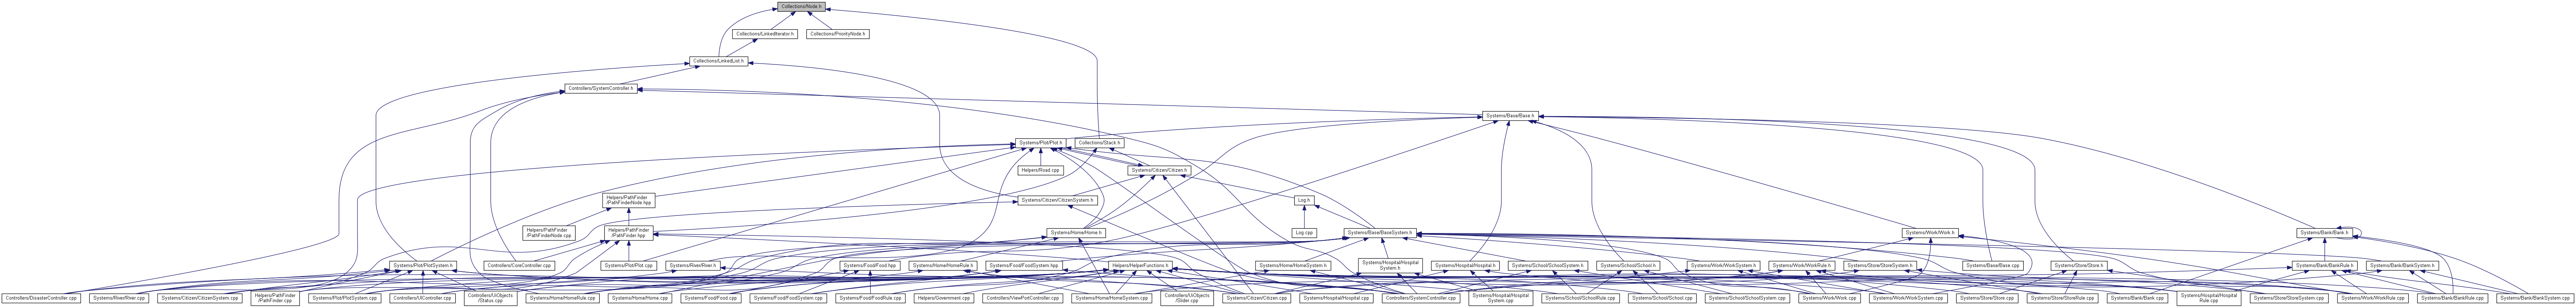 Collections/Node.h
Collections/LinkedIterator.h
Collections/PriorityNode.h
Collections/LinkedList.h
Controllers/SystemController.h
Systems/Base/Base.h
Systems/Plot/Plot.h
Collections/Stack.h
Helpers/Road.cpp
Systems/Citizen/Citizen.h
Helpers/PathFinder
/PathFinderNode.hpp
Systems/Citizen/CitizenSystem.h
Log.h
Helpers/PathFinder
/PathFinderNode.cpp
Helpers/PathFinder
/PathFinder.hpp
Systems/Home/Home.h
Log.cpp
Systems/Base/BaseSystem.h
Systems/Work/Work.h
Systems/Bank/Bank.h
Systems/Plot/PlotSystem.h
Controllers/CoreController.cpp
Systems/Plot/Plot.cpp
Systems/River/River.h
Systems/Food/Food.hpp
Systems/Home/HomeRule.h
Systems/Food/FoodSystem.hpp
Helpers/HelperFunctions.h
Systems/Home/HomeSystem.h
Systems/Hospital/Hospital
System.h
Systems/Hospital/Hospital.h
Systems/School/SchoolSystem.h
Systems/School/School.h
Systems/Work/WorkSystem.h
Systems/Work/WorkRule.h
Systems/Store/StoreSystem.h
Systems/Base/Base.cpp
Systems/Store/Store.h
Systems/Bank/BankRule.h
Systems/Bank/BankSystem.h
Controllers/DisasterController.cpp
Systems/River/River.cpp
Systems/Citizen/CitizenSystem.cpp
Helpers/PathFinder
/PathFinder.cpp
Systems/Plot/PlotSystem.cpp
Controllers/UIController.cpp
Controllers/UIObjects
/Status.cpp
Systems/Home/HomeRule.cpp
Systems/Home/Home.cpp
Systems/Food/Food.cpp
Systems/Food/FoodSystem.cpp
Systems/Food/FoodRule.cpp
Helpers/Government.cpp
Controllers/ViewPortController.cpp
Systems/Home/HomeSystem.cpp
Controllers/UIObjects
/Slider.cpp
Systems/Citizen/Citizen.cpp
Systems/Hospital/Hospital.cpp
Controllers/SystemController.cpp
Systems/Hospital/Hospital
System.cpp
Systems/School/SchoolRule.cpp
Systems/School/School.cpp
Systems/School/SchoolSystem.cpp
Systems/Work/Work.cpp
Systems/Work/WorkSystem.cpp
Systems/Store/Store.cpp
Systems/Store/StoreRule.cpp
Systems/Bank/Bank.cpp
Systems/Hospital/Hospital
Rule.cpp
Systems/Store/StoreSystem.cpp
Systems/Work/WorkRule.cpp
Systems/Bank/BankRule.cpp
Systems/Bank/BankSystem.cpp